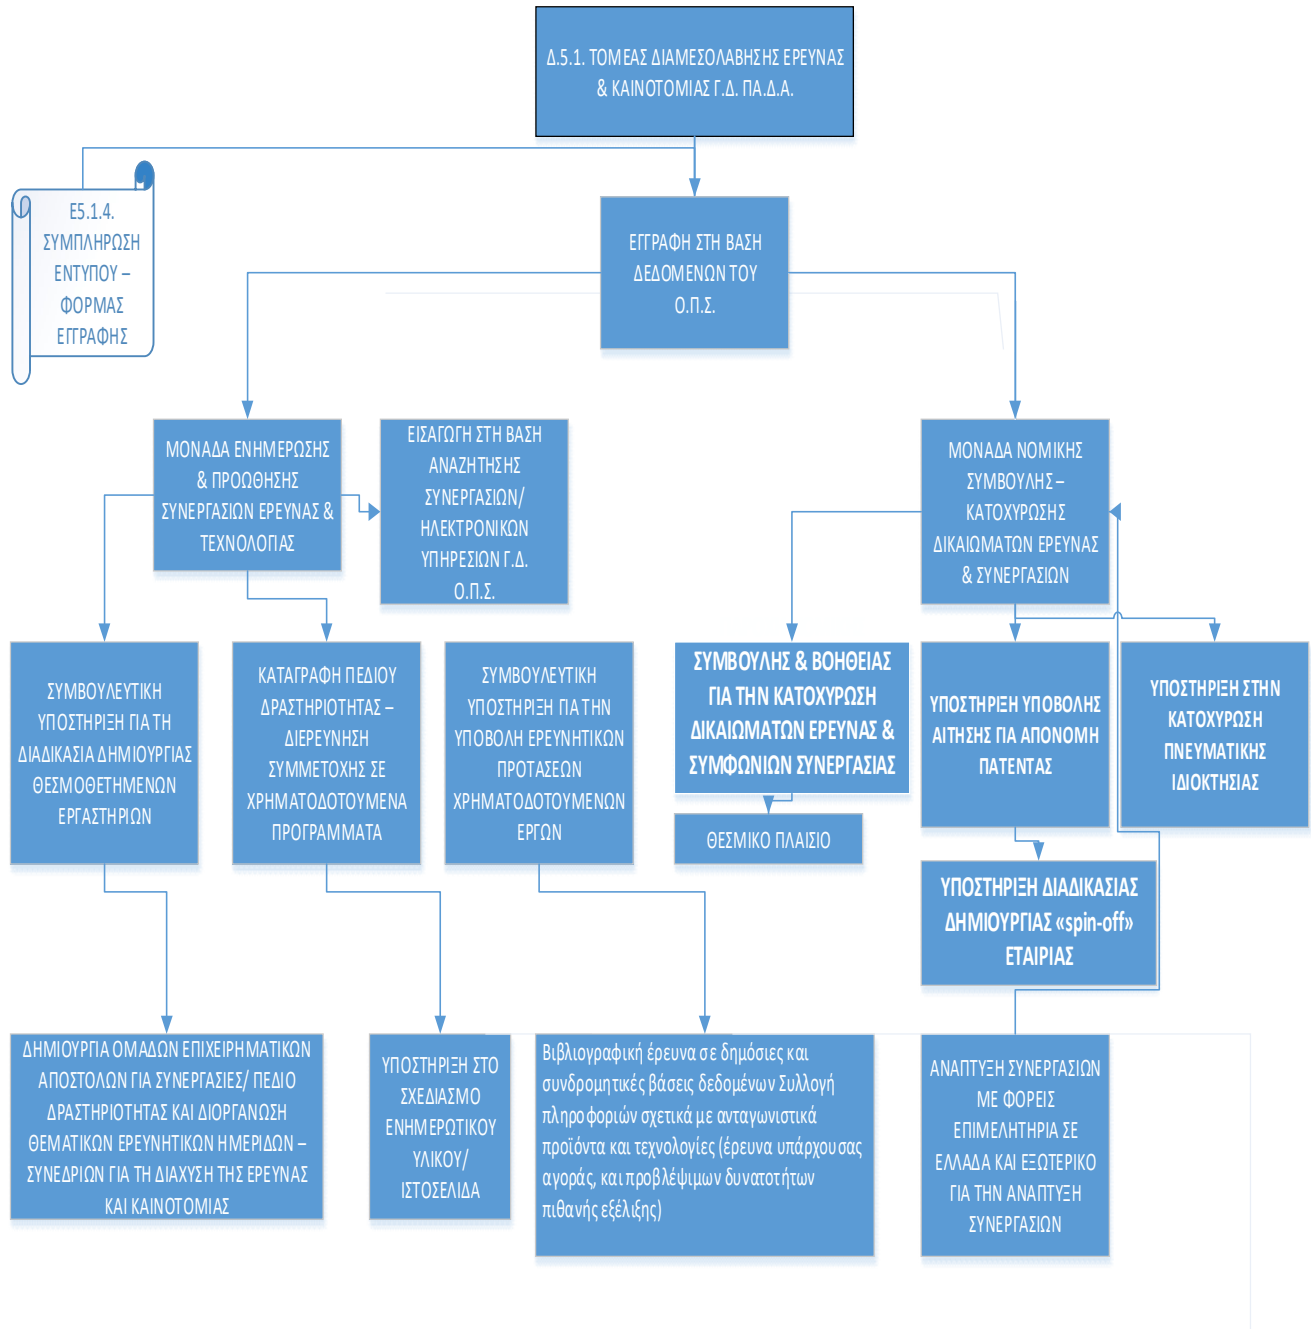 Δ.5.1. ΤΟΜΕΑΣ ΔΙΑΜΕΣΟΛΑΒΗΣΗΣ ΕΡΕΥΝΑΣ
& ΚΑΙΝΟΤΟΜΙΑΣ Γ.Δ. ΠΑ.Δ.Α.
Ε5.1.4.
ΣΥΜΠΛΗΡΩΣΗ
ΕΝΤΥΠΟΥ –
ΦΟΡΜΑΣ
ΕΓΓΡΑΦΗΣ
ΕΓΓΡΑΦΗ ΣΤΗ ΒΑΣΗ
ΔΕΔΟΜΕΝΩΝ ΤΟΥ
Ο.Π.Σ.
ΜΟΝΑΔΑ ΕΝΗΜΕΡΩΣΗΣ
& ΠΡΟΩΘΗΣΗΣ
ΣΥΝΕΡΓΑΣΙΩΝ ΕΡΕΥΝΑΣ &
ΤΕΧΝΟΛΟΓΙΑΣ
ΕΙΣΑΓΩΓΗ ΣΤΗ ΒΑΣΗ
ΑΝΑΖΗΤΗΣΗΣ
ΣΥΝΕΡΓΑΣΙΩΝ/
ΗΛΕΚΤΡΟΝΙΚΩΝ
ΥΠΗΡΕΣΙΩΝ Γ.Δ.
Ο.Π.Σ.
ΜΟΝΑΔΑ ΝΟΜΙΚΗΣ
ΣΥΜΒΟΥΛΗΣ –
ΚΑΤΟΧΥΡΩΣΗΣ
ΔΙΚΑΙΩΜΑΤΩΝ ΕΡΕΥΝΑΣ
& ΣΥΝΕΡΓΑΣΙΩΝ
ΣΥΜΒΟΥΛΕΥΤΙΚΗ
ΥΠΟΣΤΗΡΙΞΗ ΓΙΑ ΤΗ
ΔΙΑΔΙΚΑΣΙΑ ΔΗΜΙΟΥΡΓΙΑΣ
ΘΕΣΜΟΘΕΤΗΜΕΝΩΝ
ΕΡΓΑΣΤΗΡΙΩΝ
ΚΑΤΑΓΡΑΦΗ ΠΕΔΙΟΥ
ΔΡΑΣΤΗΡΙΟΤΗΤΑΣ –
ΔΙΕΡΕΥΝΗΣΗ
ΣΥΜΜΕΤΟΧΗΣ ΣΕ
ΧΡΗΜΑΤΟΔΟΤΟΥΜΕΝΑ
ΠΡΟΓΡΑΜΜΑΤΑ
ΣΥΜΒΟΥΛΕΥΤΙΚΗ
ΥΠΟΣΤΗΡΙΞΗ ΓΙΑ ΤΗΝ
ΥΠΟΒΟΛΗ ΕΡΕΥΝΗΤΙΚΩΝ
ΠΡΟΤΑΣΕΩΝ
ΧΡΗΜΑΤΟΔΟΤΟΥΜΕΝΩΝ
ΕΡΓΩΝ
ΣΥΜΒΟΥΛΗΣ & ΒΟΗΘΕΙΑΣ
ΓΙΑ ΤΗΝ ΚΑΤΟΧΥΡΩΣΗ
ΔΙΚΑΙΩΜΑΤΩΝ ΕΡΕΥΝΑΣ &
ΣΥΜΦΩΝΙΩΝ ΣΥΝΕΡΓΑΣΙΑΣ
ΘΕΣΜΙΚΟ ΠΛΑΙΣΙΟ
ΥΠΟΣΤΗΡΙΞΗ ΥΠΟΒΟΛΗΣ
ΑΙΤΗΣΗΣ ΓΙΑ ΑΠΟΝΟΜΗ
ΠΑΤΕΝΤΑΣ
ΥΠΟΣΤΗΡΙΞΗ ΣΤΗΝ
ΚΑΤΟΧΥΡΩΣΗ
ΠΝΕΥΜΑΤΙΚΗΣ
ΙΔΙΟΚΤΗΣΙΑΣ
ΥΠΟΣΤΗΡΙΞΗ ΔΙΑΔΙΚΑΣΙΑΣ
ΔΗΜΙΟΥΡΓΙΑΣ «spin-off»
ΕΤΑΙΡΙΑΣ
ΔΗΜΙΟΥΡΓΙΑ ΟΜΑΔΩΝ ΕΠΙΧΕΙΡΗΜΑΤΙΚΩΝ
ΑΠΟΣΤΟΛΩΝ ΓΙΑ ΣΥΝΕΡΓΑΣΙΕΣ/ ΠΕΔΙΟ
ΔΡΑΣΤΗΡΙΟΤΗΤΑΣ ΚΑΙ ΔΙΟΡΓΑΝΩΣΗ
ΘΕΜΑΤΙΚΩΝ ΕΡΕΥΝΗΤΙΚΩΝ ΗΜΕΡΙΔΩΝ –
ΣΥΝΕΔΡΙΩΝ ΓΙΑ ΤΗ ΔΙΑΧΥΣΗ ΤΗΣ ΕΡΕΥΝΑΣ
ΚΑΙ ΚΑΙΝΟΤΟΜΙΑΣ
ΥΠΟΣΤΗΡΙΞΗ ΣΤΟ
ΣΧΕΔΙΑΣΜΟ
ΕΝΗΜΕΡΩΤΙΚΟΥ
ΥΛΙΚΟΥ/
ΙΣΤΟΣΕΛΙΔΑ
Βιβλιογραφική έρευνα σε δημόσιες και
συνδρομητικές βάσεις δεδομένων Συλλογή
πληροφοριών σχετικά με ανταγωνιστικά
προϊόντα και τεχνολογίες (έρευνα υπάρχουσας
αγοράς, και προβλέψιμων δυνατοτήτων
πιθανής εξέλιξης)
ΑΝΑΠΤΥΞΗ ΣΥΝΕΡΓΑΣΙΩΝ
ΜΕ ΦΟΡΕΙΣ
ΕΠΙΜΕΛΗΤΗΡΙΑ ΣΕ
ΕΛΛΑΔΑ ΚΑΙ ΕΞΩΤΕΡΙΚΟ
ΓΙΑ ΤΗΝ ΑΝΑΠΤΥΞΗ
ΣΥΝΕΡΓΑΣΙΩΝ